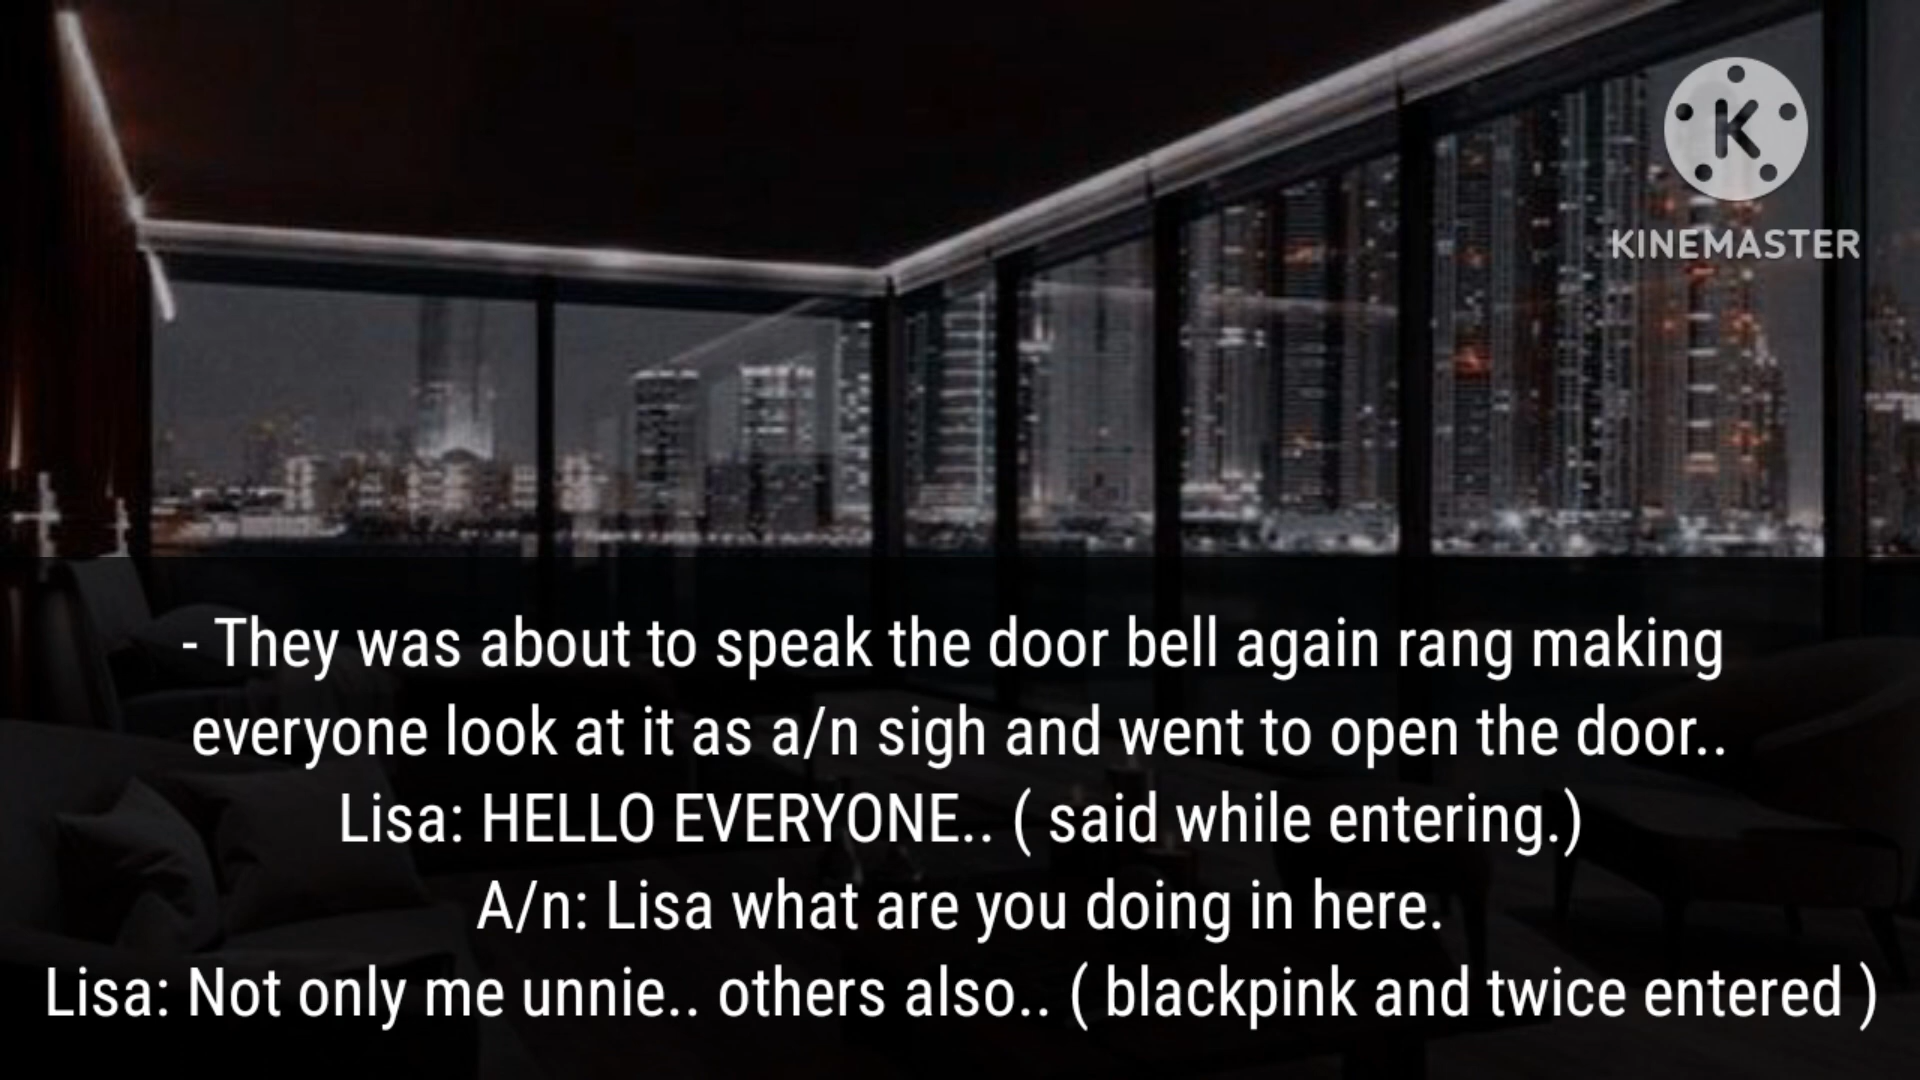 K
KINEMASTER
- They was about to speak the door bell again rang making
everyone look at it as a/n sigh and went to open the door..
Lisa: HELLO EVERYONE.. ( said while entering.)
A/n: Lisa what are you doing in here.
Lisa: Not only me unnie.. others also.. ( blackpink and twice entered )